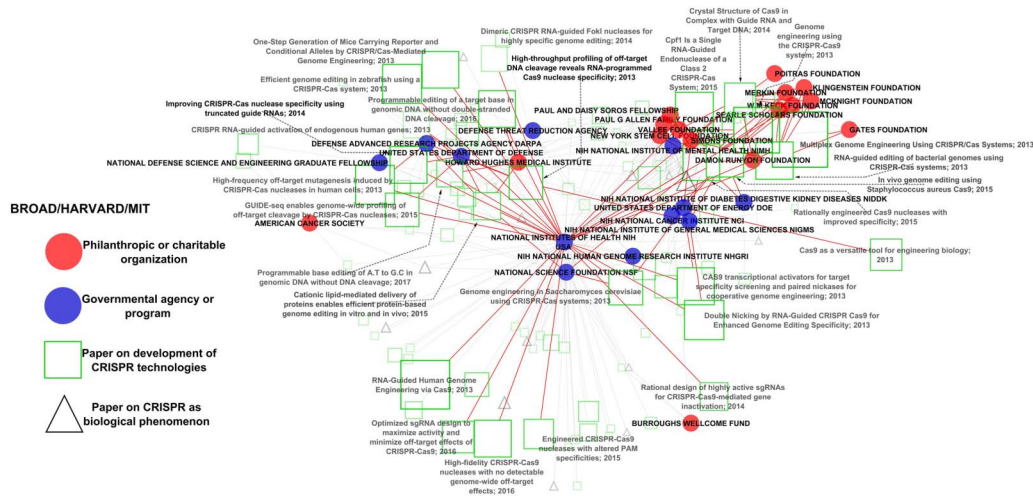 Crystal Structure of Cas9 in
Complex with Guide RNA and
Target DNA; 2014
Genome
engineering using
the CRISPR-Cas9
system; 2013
One-Step Generation of Mice Carrying Reporter and
Conditional Alleles by CRISPR/Cas-Mediated
Genome Engineering; 2013
Dimeric CRISPR RNA-guided FokI nucleases for
highly specific genome editing; 2014
Cpf1 Is a Single
RNA-Guided
Endonuclease of a
Class 2
CRISPR-Cas
System; 2015
High-throughput profiling of off-target
DNA cleavage reveals RNA-programmed
Cas9 nuclease specificity; 2013
Efficient genome editing in zebrafish using a
CRISPR-Cas system; 2013
POITRAS FOUNDATION
KLINGENSTEIN FOUNDATION
MERKIN FOUNDATION
MCKNIGHT FOUNDATION
W M KECK FOUNDATION
SEARLE SCHOLARS FOUNDATION
Improving CRISPR-Cas nuclease specificity using
truncated guide RNAs; 2014
Programmable editing of a target base in
genomic DNA without double-stranded
DNA cleavage; 2016
PAUL AND DAISY SOROS FELLOWSHIP
PAUL G ALLEN FAMILY FOUNDATION
VALLEE FOUNDATION
NEW YORK STEM CELL FOUNDATION
SIMONS FOUNDATION
GATES FOUNDATION
CRISPR RNA-guided activation of endogenous human genes; 2013
DEFENSE THREAT REDUCTION AGENCY
DEFENSE ADVANCED RESEARCH PROJECTS AGENCY DARPA
UNITED STATES DEPARTMENT OF DEFENSE
NATIONAL DEFENSE SCIENCE AND ENGINEERING GRADUATE FELLOWSHIP
HOWARD HUGHES MEDICAL INSTITUTE
NIH NATIONAL INSTITUTE OF MENTAL HEALTH NIMH
DAMON RUNYON FOUNDATION
Multiplex Genome Engineering Using CRISPR/Cas Systems; 2013
RNA-guided editing of bacterial genomes using
CRISPR-Cas systems; 2013
In vivo genome editing using
Staphylococcus aureus Cas9; 2015
High-frequency off-target mutagenesis induced by
CRISPR-Cas nucleases in human cells; 2013
GUIDE-seq enables genome-wide profiling
of off-target cleavage by CRISPR-Cas nucleases; 2015
AMERICAN CANCER SOCIETY
NIH NATIONAL INSTITUTE OF DIABETES DIGESTIVE KIDNEY DISEASES NIDDK
UNITED STATES DEPARTMENT OF ENERGY DOE
NIH NATIONAL CANCER INSTITUTE NCI
NIH NATIONAL INSTITUTE OF GENERAL MEDICAL SCIENCES NIGMS
Rationally engineered Cas9 nucleases with
improved specificity; 2015
NATIONAL INSTITUTES OF HEALTH NIH
USA
NIH NATIONAL HUMAN GENOME RESEARCH INSTITUTE NHGRI
NATIONAL SCIENCE FOUNDATION NSF
Cas9 as a versatile tool for engineering biology;
2013
BROAD/HARVARD/MIT
Philanthropic or charitable
organization
Governmental agency or
program
Paper on development of
CRISPR technologies
Paper on CRISPR as
biological phenomenon
Programmable base editing of A.T to G.C in
genomic DNA without DNA cleavage; 2017
Cationic lipid-mediated delivery of
proteins enables efficient protein-based
genome editing in vitro and in vivo; 2015
Genome engineering in Saccharomyces cerevisiae
using CRISPR-Cas systems; 2013
CAS9 transcriptional activators for target
specificity screening and paired nickases for
cooperative genome engineering; 2013
Double Nicking by RNA-Guided CRISPR Cas9 for
Enhanced Genome Editing Specificity; 2013
RNA-Guided Human Genome
Engineering via Cas9; 2013
Rational design of highly active sgRNAs
for CRISPR-Cas9-mediated gene
inactivation; 2014
BURROUGHS WELLCOME FUND
Optimized sgRNA design to
maximize activity and
minimize off-target effects of
CRISPR-Cas9; 2016
High-fidelity CRISPR-Cas9
nucleases with no detectable
genome-wide off-target
effects; 2016
Engineered CRISPR-Cas9
nucleases with altered PAM
specificities; 2015